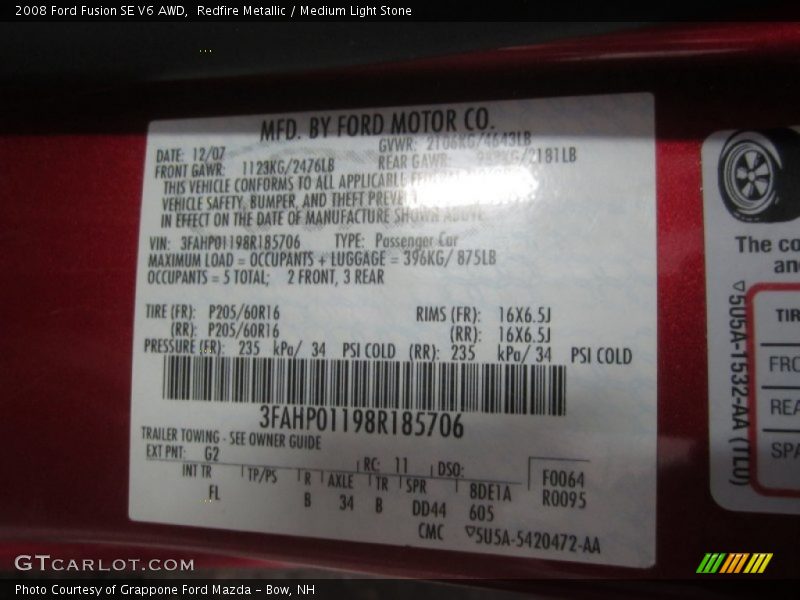 2008 Ford Fusion SE V6 AWD, Redfire Metallic / Medium Light Stone
MFD. BY FORD MOTOR CO.
DATE: 12/07 GVWR: 2106KG/4643LB
FRONT GAWR: 1123KG/2476LB REAR GAWR: /2181LB
THIS VEHICLE CONFORMS TO ALL APPLICABLE
VEHICLE SAFETY, BUMPER, AND THEFT
IN EFFECT ON THE DATE OF MANUFACTURE SHOWN ABOVE
VIN: 3FAHP01198R185706 TYPE: Passenger Car
MAXIMUM LOAD = OCCUPANTS + LUGGAGE = 396KG/ 875LB
OCCUPANTS = 5 TOTAL; 2 FRONT, 3 REAR
TIRE (FR): P205/60R16 RIMS (FR): 16X6.5J
(RR): P205/60R16 (RR): 16X6.5J
PRESSURE (FR): 235 kPa/ 34 PSI COLD (RR): 235 kPa/ 34 PSI COLD
3FAHP01198R185706
TRAILER TOWING - SEE OWNER GUIDE
EXT PNT: G2 RC: 11 DSO: F0064
INT TR TP/PS R AXLE TR SPR 8DE1A R0095
FL B 34 B DD44 605
CMC ▽5U5A-5420472-AA
The co
an
TIR
FRO
REA
SPA
▽5U5A-1532-AA (TLU)
GTCARLOT.COM
Photo Courtesy of Grappone Ford Mazda - Bow, NH